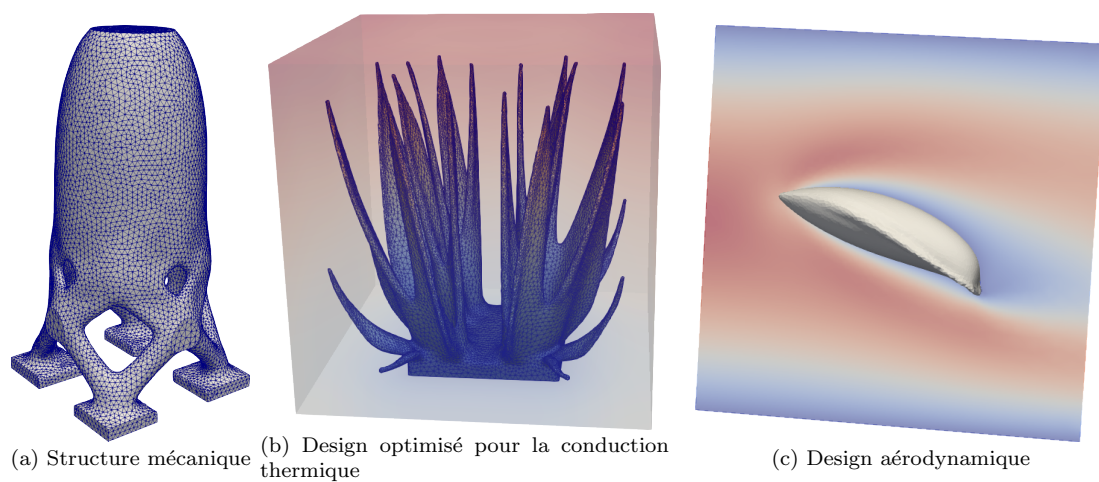 (a) Structure mécanique
(b) Design optimisé pour la conduction
thermique
(c) Design aérodynamique